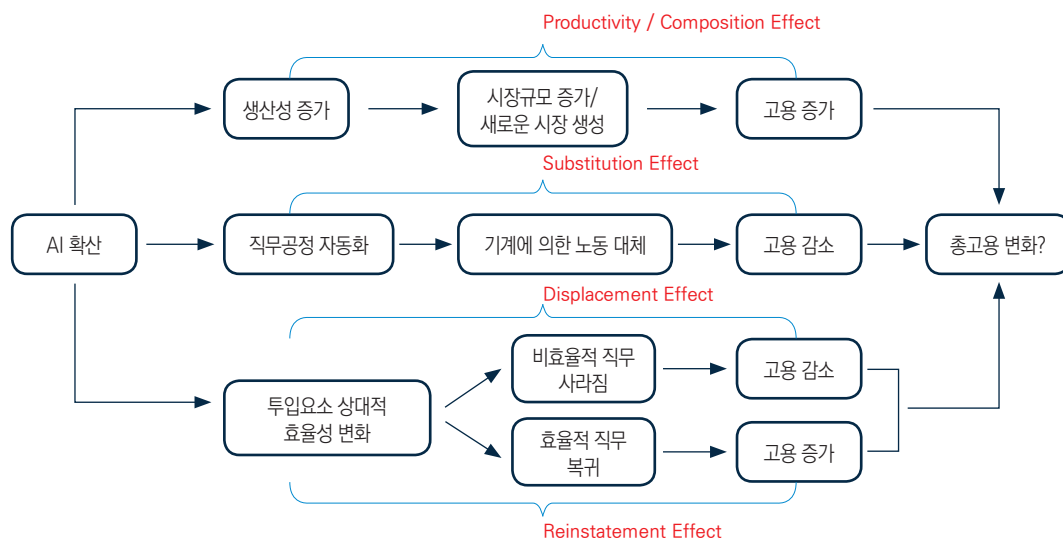 Productivity / Composition Effect
생산성 증가
시장규모 증가/
새로운 시장 생성
고용 증가
Substitution Effect
AI 확산
직무공정 자동화
기계에 의한 노동 대체
고용 감소
총고용 변화?
Displacement Effect
투입요소 상대적
효율성 변화
비효율적 직무
사라짐
고용 감소
효율적 직무
복귀
고용 증가
Reinstatement Effect